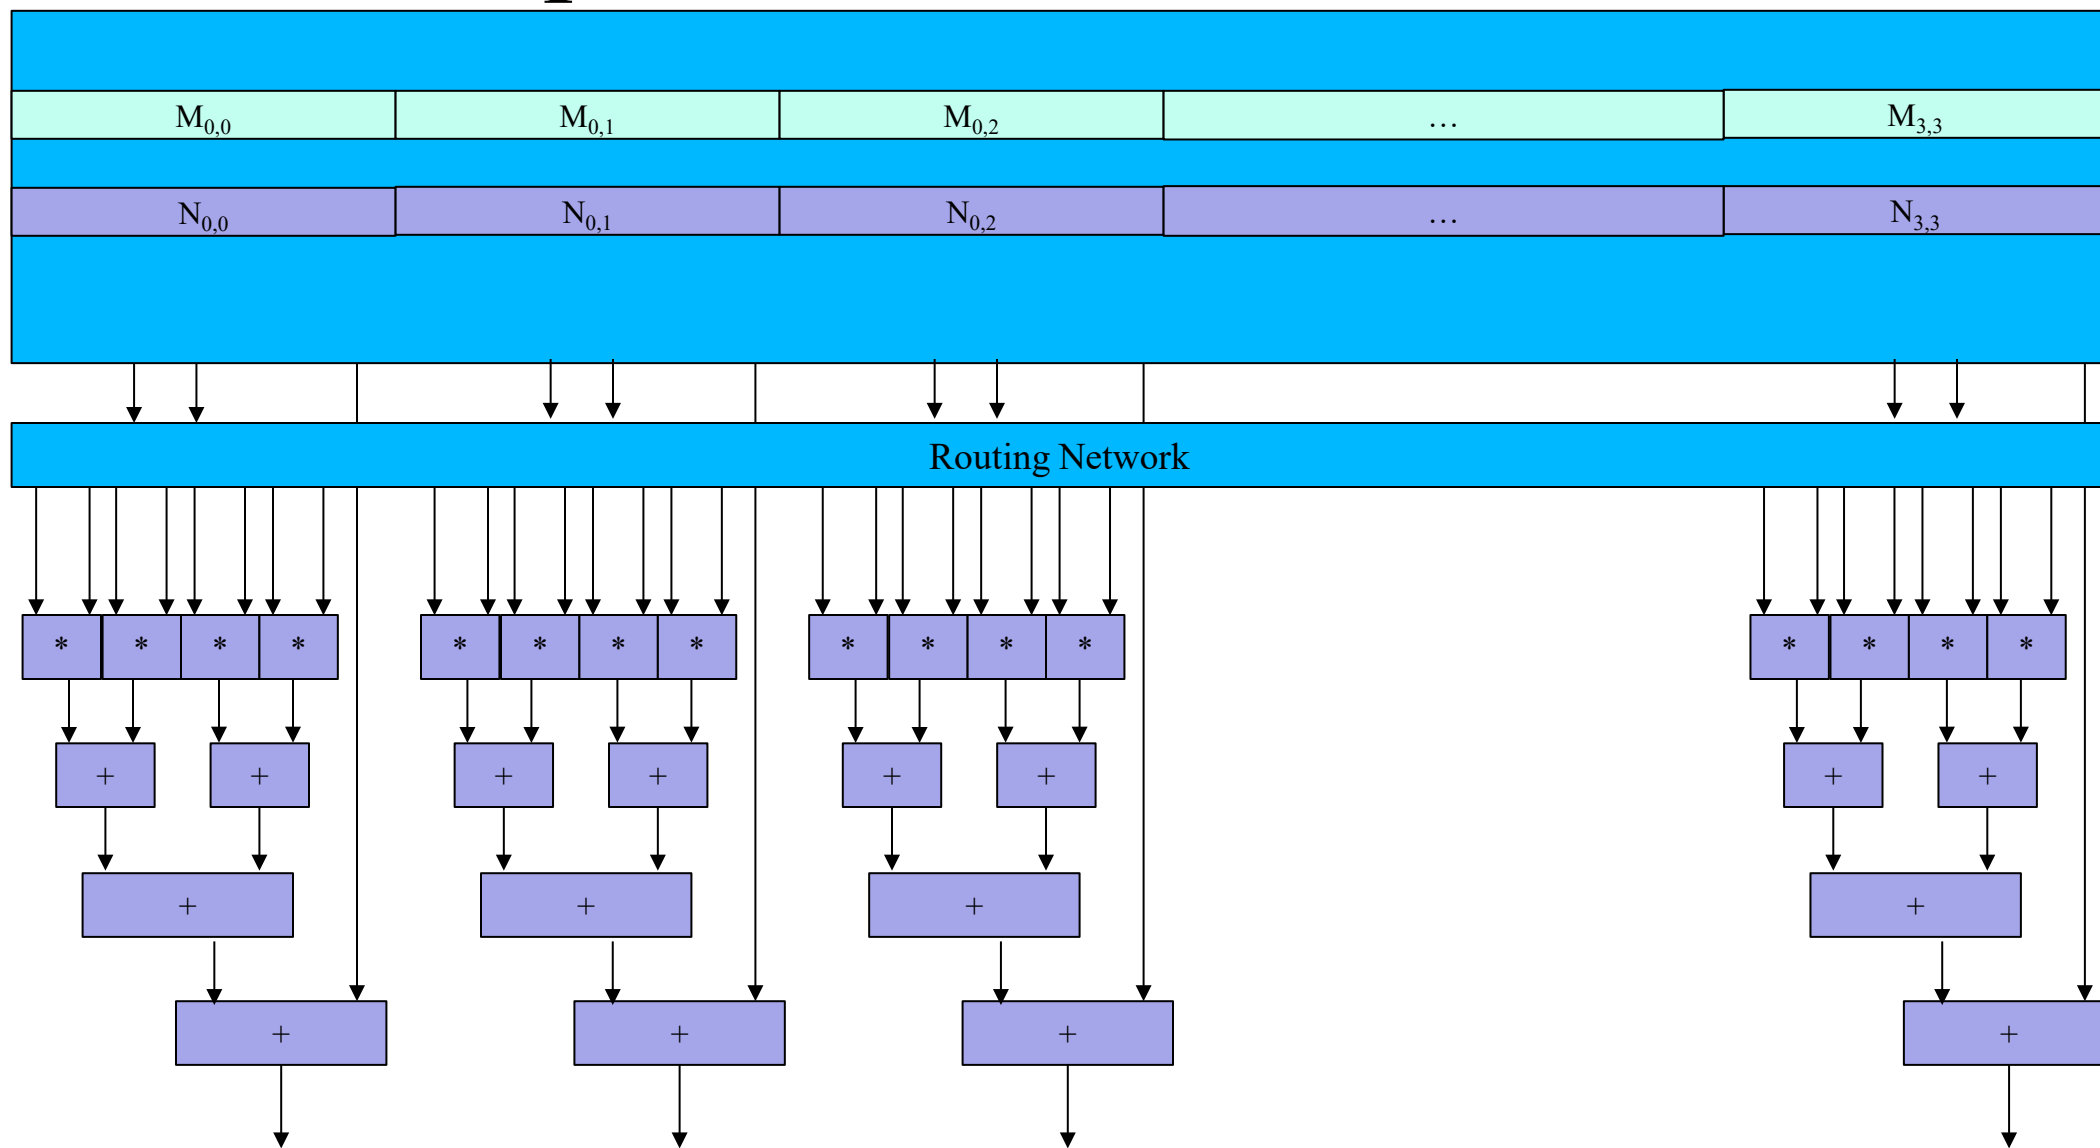 M0,0 M0,1 M0,2 … M3,3
N0,0 N0,1 N0,2 … N3,3
Routing Network
* * * * * * * * * * * * * * * *
+ + + + + + + +
+ + + +
+ + + +